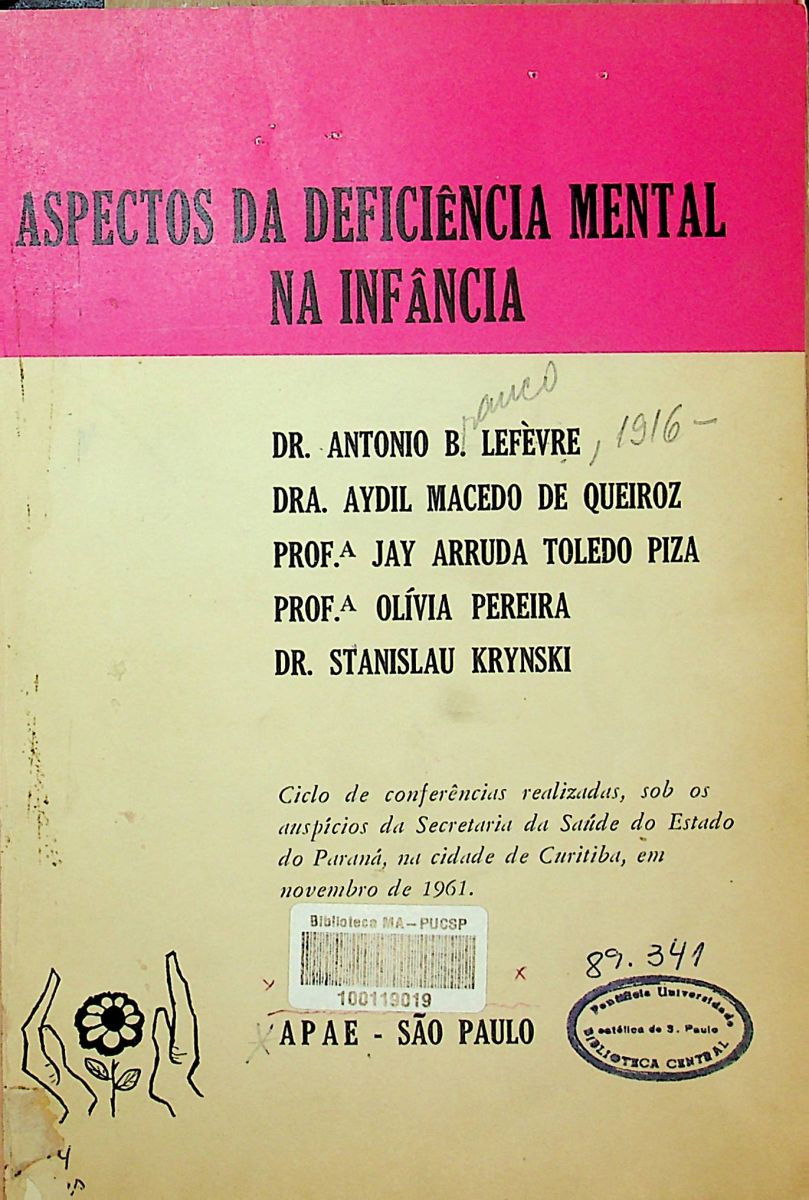 ASPECTOS DA DEFICIÊNCIA MENTAL
NA INFÂNCIA
ranco
DR. ANTONIO B. LEFÈVRE, 1916-
DRA. AYDIL MACEDO DE QUEIROZ
PROF.A JAY ARRUDA TOLEDO PIZA
PROF.A OLÍVIA PEREIRA
DR. STANISLAU KRYNSKI
Ciclo de conferências realizadas, sob os
auspícios da Secretaria da Saúde do Estado
do Paraná, na cidade de Curitiba, em
novembro de 1961.
Biblioteca MA-PUCSP
100119019
89.341
Pontifícia Universidade
Católica de S. Paulo
BIBLIOTECA CENTRAL
APAE - SÃO PAULO